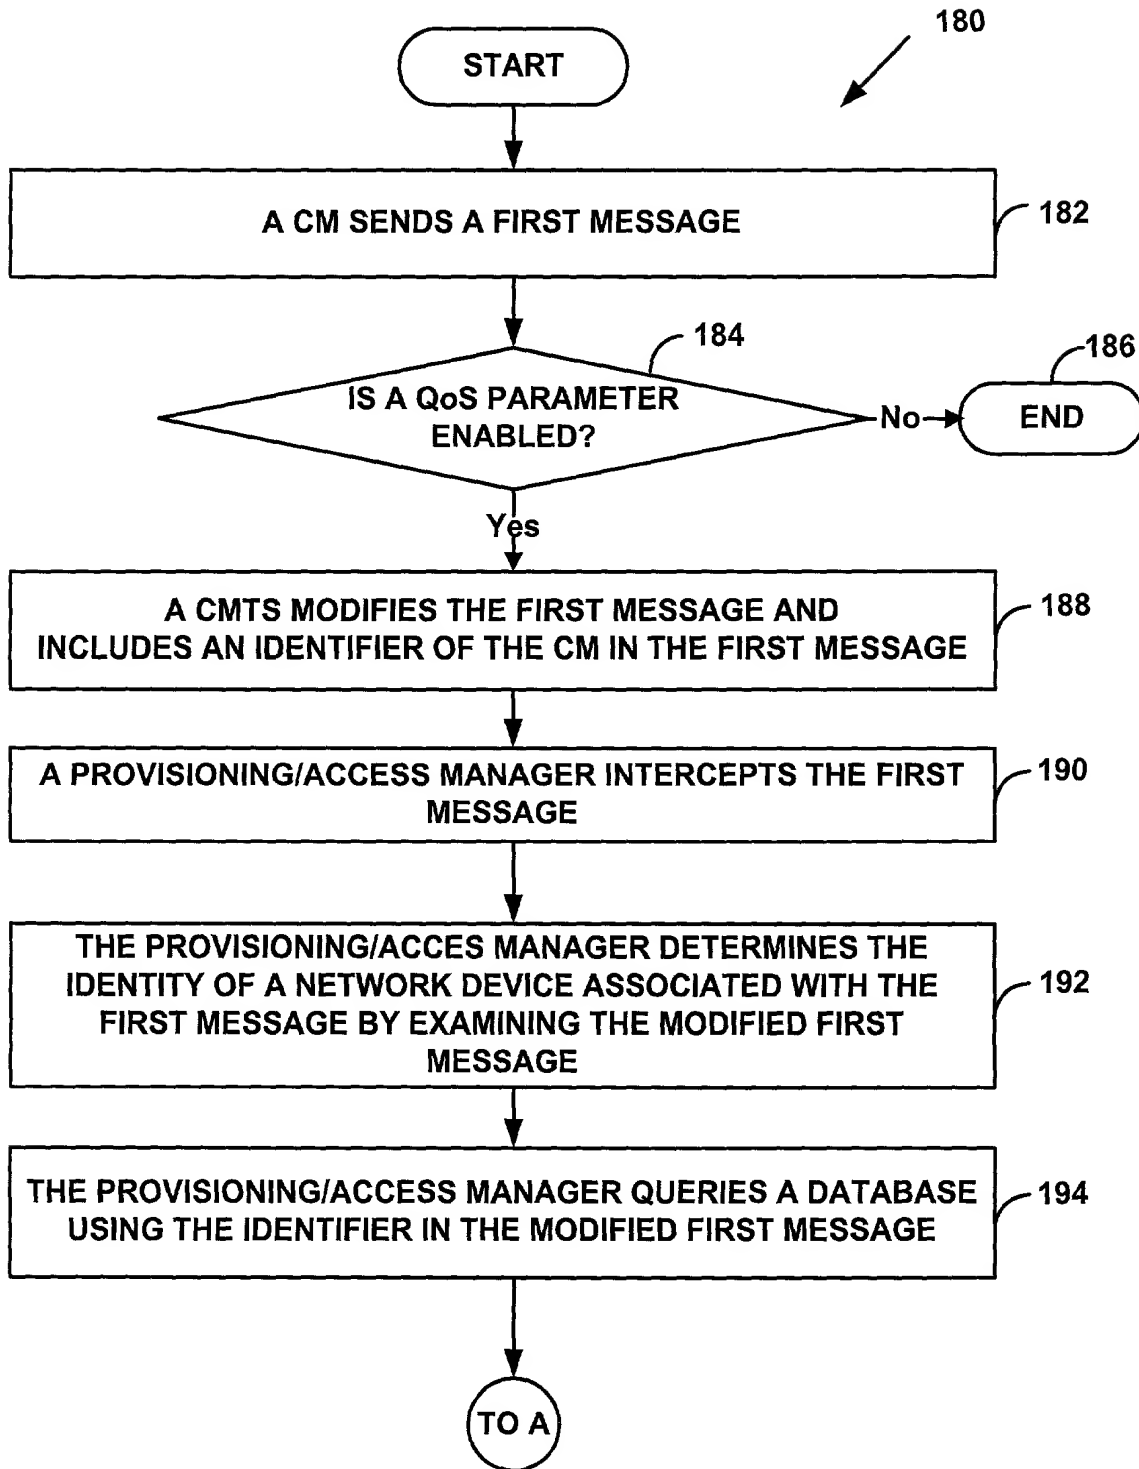 180
START
A CM SENDS A FIRST MESSAGE
182
184
IS A QoS PARAMETER
ENABLED?
No
186
END
Yes
A CMTS MODIFIES THE FIRST MESSAGE AND
INCLUDES AN IDENTIFIER OF THE CM IN THE FIRST MESSAGE
188
A PROVISIONING/ACCESS MANAGER INTERCEPTS THE FIRST
MESSAGE
190
THE PROVISIONING/ACCES MANAGER DETERMINES THE
IDENTITY OF A NETWORK DEVICE ASSOCIATED WITH THE
FIRST MESSAGE BY EXAMINING THE MODIFIED FIRST
MESSAGE
192
THE PROVISIONING/ACCESS MANAGER QUERIES A DATABASE
USING THE IDENTIFIER IN THE MODIFIED FIRST MESSAGE
194
TO A